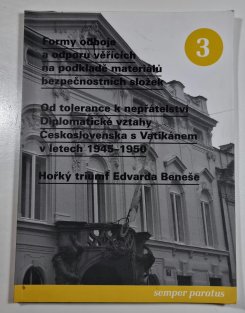 3
Formy odboje
a odporu věřících
na podkladě materiálů
bezpečnostních složek
Od tolerance k nepřátelství
Diplomatické vztahy
Československa s Vatikánem
v letech 1945–1950
Hořký triumf Edvarda Beneše
semper paratus